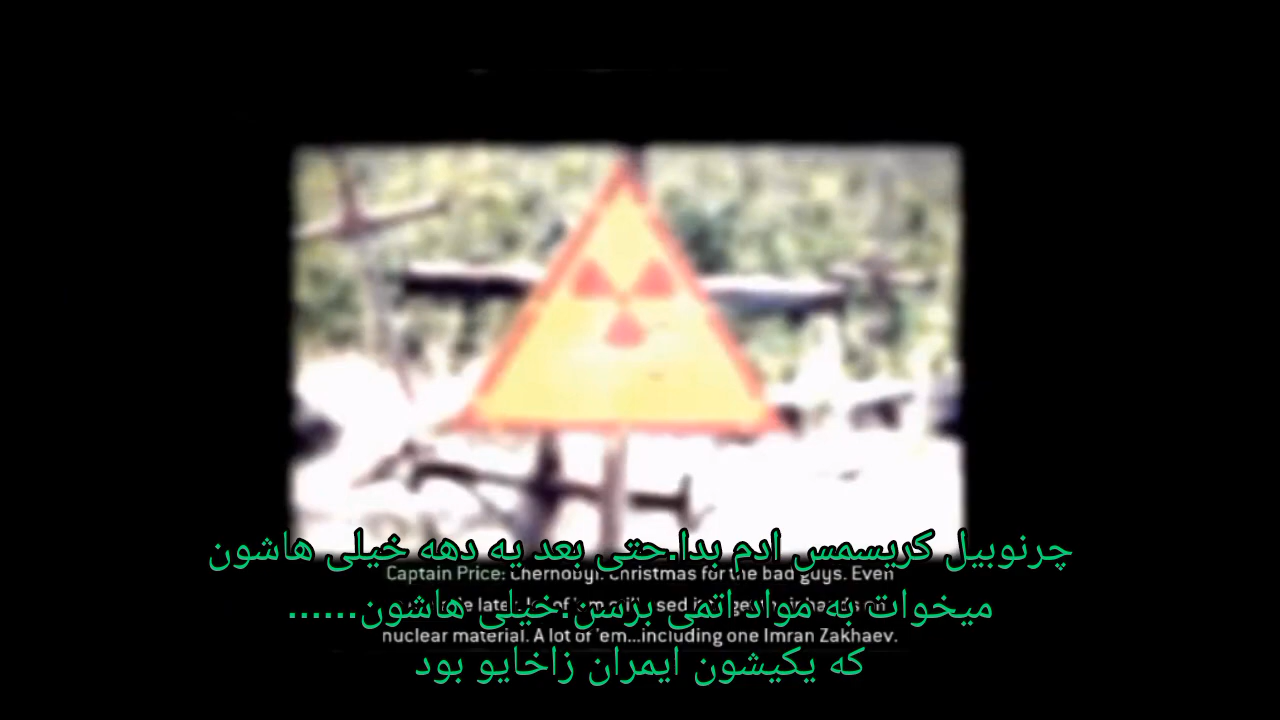 چرنوبیل کریسمس ادم بدا.حتی بعد یه دهه خیلی هاشون
Captain Price: Chernobyl. Christmas for the bad guys. Even
میخوات به مواد اتمی برسن.خیلی هاشون......
nuclear material. A lot of 'em...including one Imran Zakhaev.
که یکیشون ایمران زاخایو بود